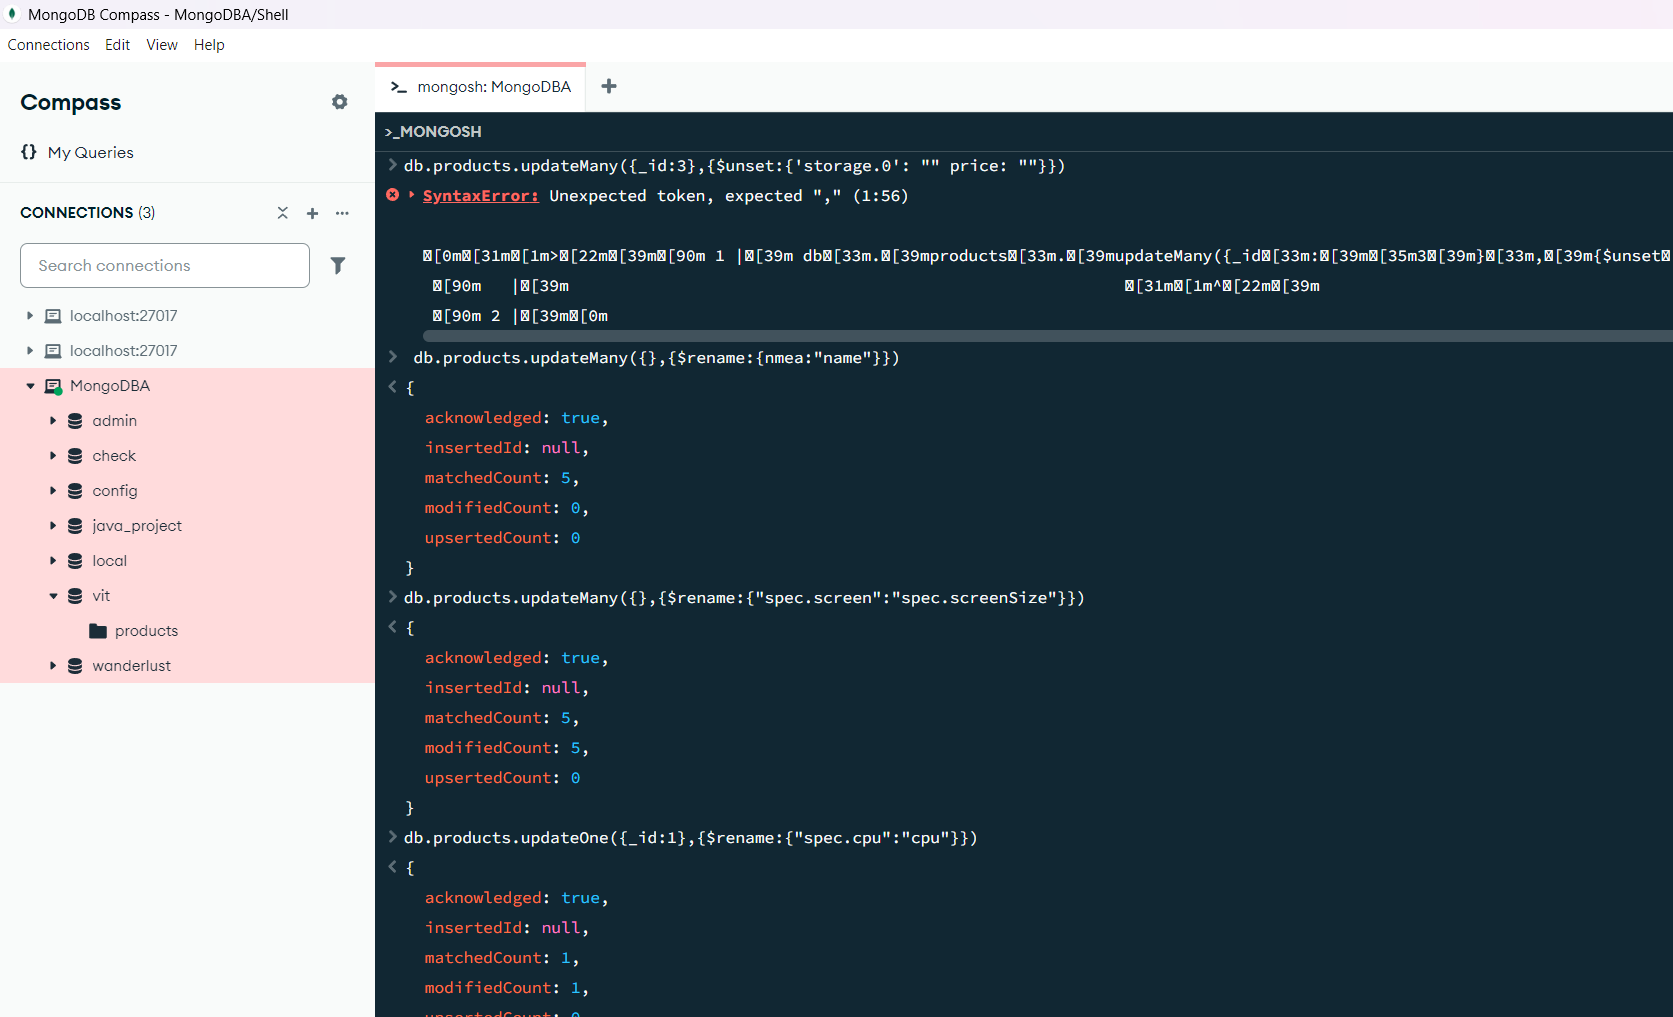 MongoDB Compass - MongoDBA/Shell
Connections Edit View Help
Compass
{} My Queries
CONNECTIONS (3)
Search connections
localhost:27017
localhost:27017
MongoDBA
admin
check
config
java_project
local
vit
products
wanderlust
>_ mongosh: MongoDBA +
>_MONGOSH
> db.products.updateMany({_id:3},{$unset:{'storage.0': "" price: ""}})
SyntaxError: Unexpected token, expected "," (1:56)
[0m[31m[1m>[22m[39m[90m 1 |[39m db[33m.[39mproducts[33m.[39mupdateMany({_id[33m:[39m[35m3[39m}[33m,[39m{$unset
[90m |[39m [31m[1m^[22m[39m
[90m 2 |[39m[0m
> db.products.updateMany({},{$rename:{nmea:"name"}})
< {
acknowledged: true,
insertedId: null,
matchedCount: 5,
modifiedCount: 0,
upsertedCount: 0
}
> db.products.updateMany({},{$rename:{"spec.screen":"spec.screenSize"}})
< {
acknowledged: true,
insertedId: null,
matchedCount: 5,
modifiedCount: 5,
upsertedCount: 0
}
> db.products.updateOne({_id:1},{$rename:{"spec.cpu":"cpu"}})
< {
acknowledged: true,
insertedId: null,
matchedCount: 1,
modifiedCount: 1,
upsertedCount: 0